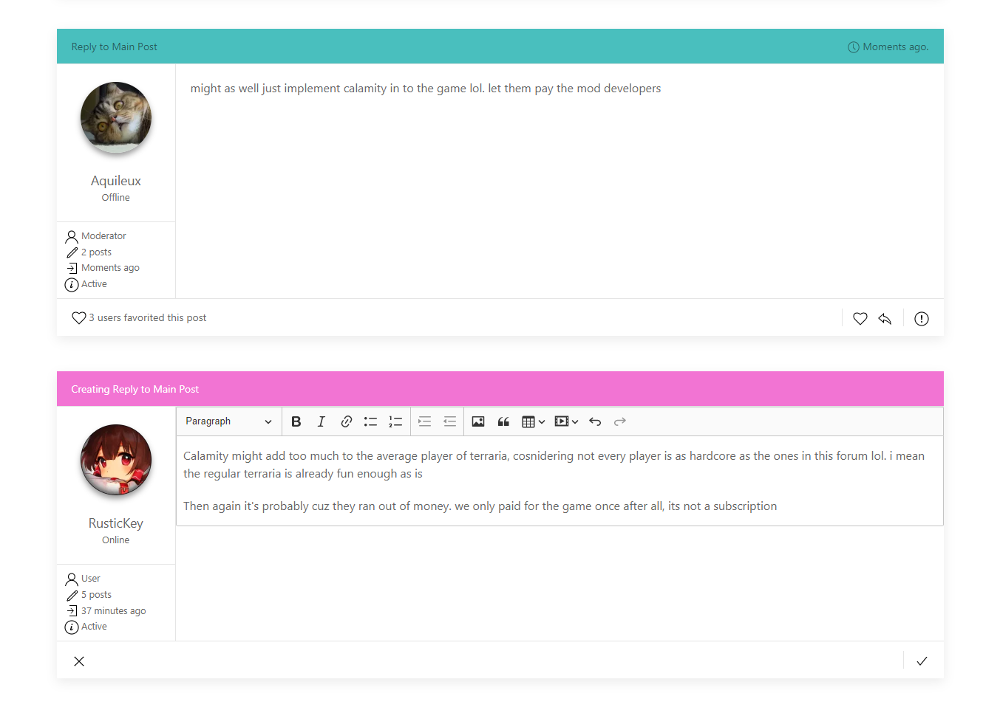 Reply to Main Post
Moments ago.
might as well just implement calamity in to the game lol. let them pay the mod developers
Aquileux
Offline
Moderator
2 posts
Moments ago
Active
3 users favorited this post
Creating Reply to Main Post
Paragraph
Calamity might add too much to the average player of terraria, cosnidering not every player is as hardcore as the ones in this forum lol. i mean
the regular terraria is already fun enough as is
Then again it's probably cuz they ran out of money. we only paid for the game once after all, its not a subscription
RusticKey
Online
User
5 posts
37 minutes ago
Active